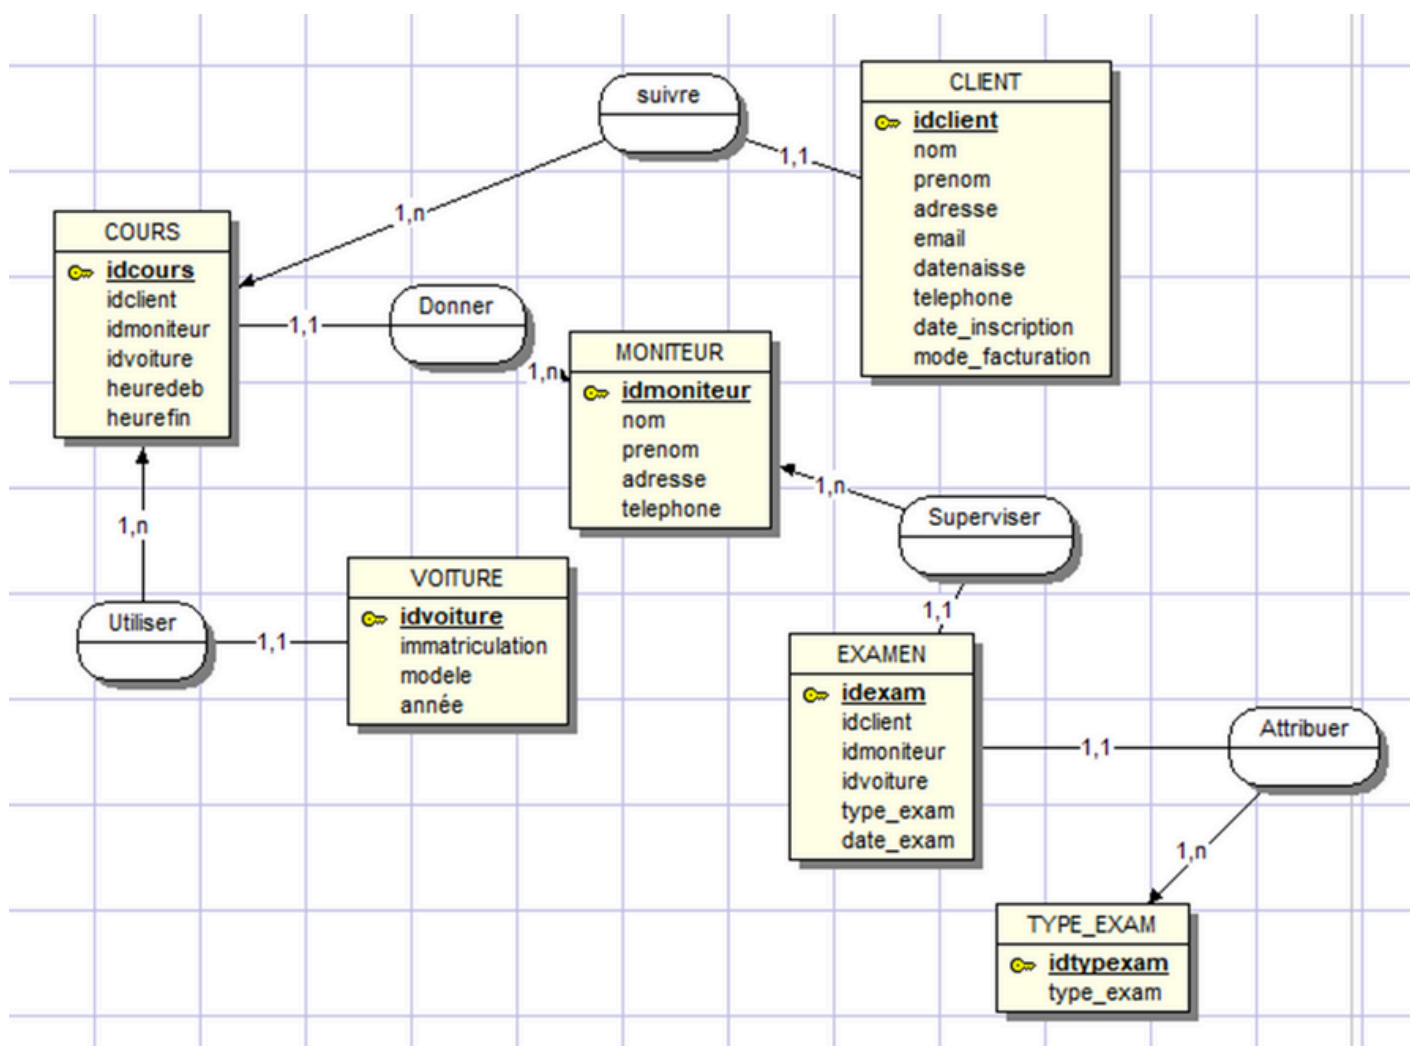 suivre
CLIENT
idclient
nom
prenom
adresse
email
datenaisse
telephone
date_inscription
mode_facturation
1,1
1,n
COURS
idcours
idclient
idmoniteur
idvoiture
heuredeb
heurefin
1,1
Donner
1,n
MONITEUR
idmoniteur
nom
prenom
adresse
telephone
1,n
Superviser
1,1
1,n
Utiliser
1,1
VOITURE
idvoiture
immatriculation
modele
année
EXAMEN
idexam
idclient
idmoniteur
idvoiture
type_exam
date_exam
1,1
Attribuer
1,n
TYPE_EXAM
idtypexam
type_exam